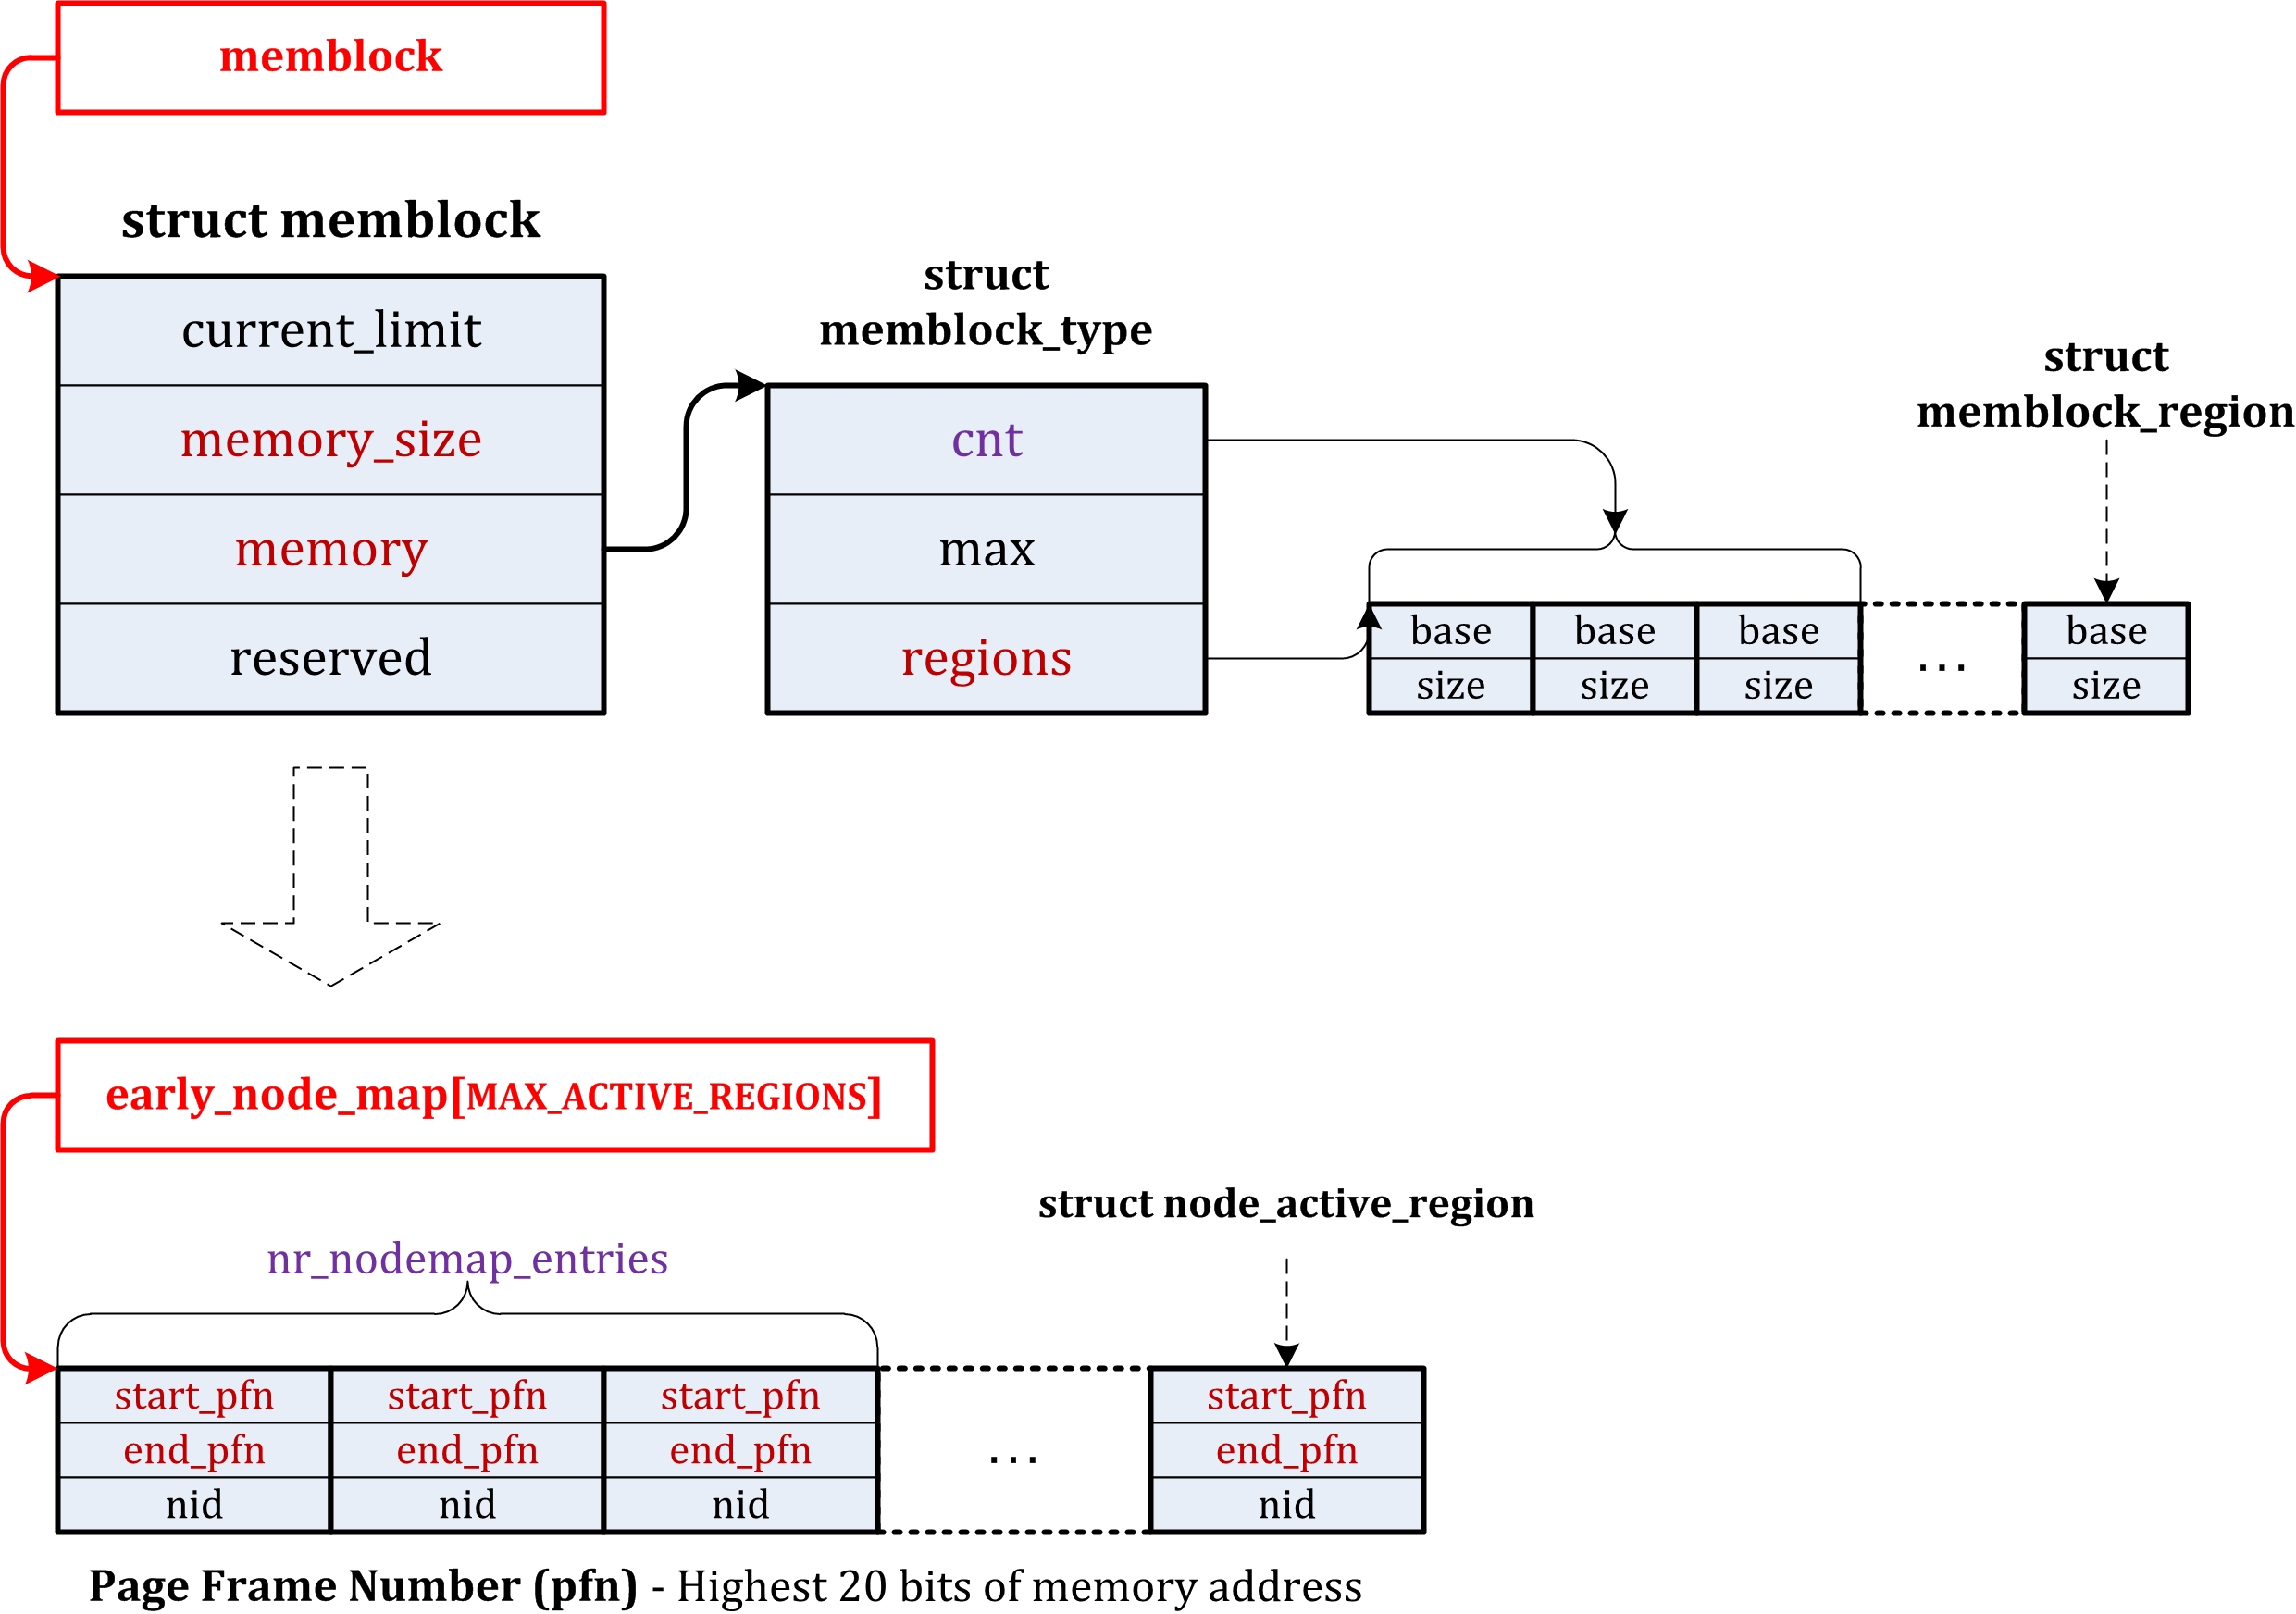 memblock
struct memblock
current_limit
memory_size
memory
reserved
struct
memblock_type
cnt
max
regions
struct
memblock_region
base base base ... base
size size size size
early_node_map[MAX_ACTIVE_REGIONS]
struct node_active_region
nr_nodemap_entries
start_pfn start_pfn start_pfn start_pfn
end_pfn end_pfn end_pfn ... end_pfn
nid nid nid nid
Page Frame Number (pfn) - Highest 20 bits of memory address